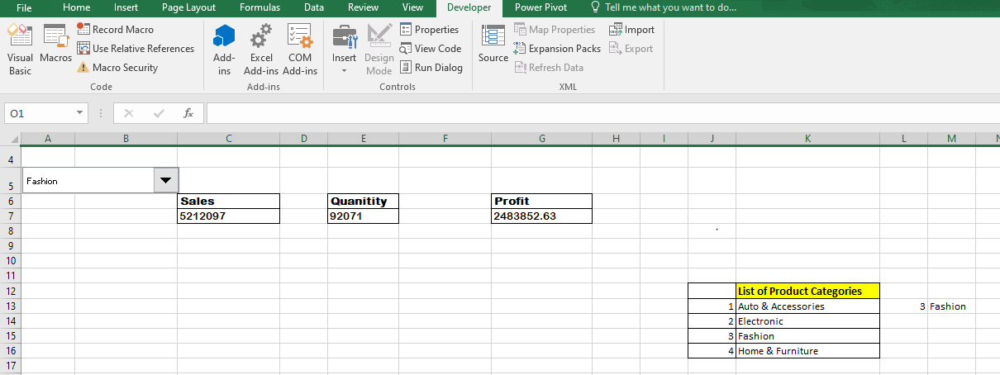 File Home Insert Page Layout Formulas Data Review View Developer Power Pivot Tell me what you want to do...
Record Macro Properties Map Properties Import
Use Relative References View Code Expansion Packs Export
Visual Basic Macros Macro Security Add-ins Excel Add-ins COM Add-ins Insert Design Mode Run Dialog Source Refresh Data
Code Add-ins Controls XML
O1 fx
A B C D E F G H I J K L M N
4
5 Fashion
6 Sales Quanitity Profit
7 5212097 92071 2483852.63
8
9
10
11
12 List of Product Categories
13 1 Auto & Accessories 3 Fashion
14 2 Electronic
15 3 Fashion
16 4 Home & Furniture
17